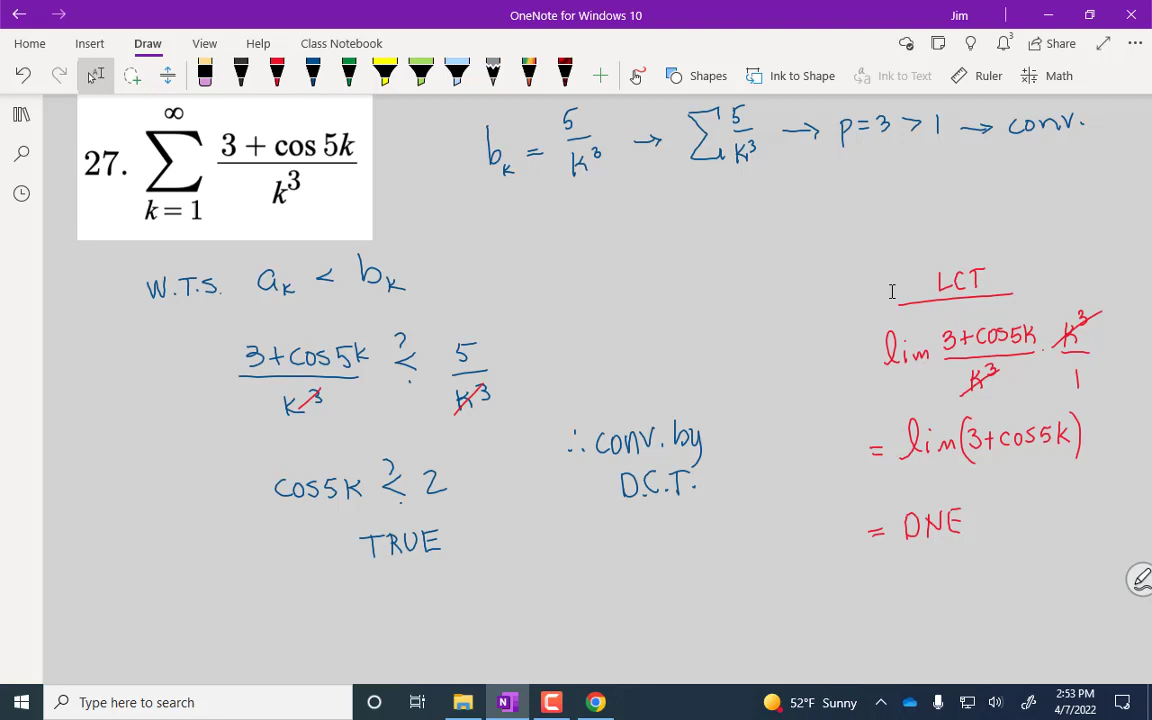 OneNote for Windows 10
Jim
Home Insert Draw View Help Class Notebook
Share
Shapes Ink to Shape Ink to Text Ruler Math
27. ∞ ∑ k = 1 3 + cos 5k / k³
b_k = 5/k³ → ∑ 5/k³ → p=3 > 1 → conv.
W.T.S. a_k < b_k
3+cos5k / k³ ?< 5 / k³
cos5k ?< 2
TRUE
∴ conv. by
D.C.T.
LCT
lim 3+cos5k / k³ · k³ / 1
= lim(3+cos5k)
= DNE
Type here to search
52°F Sunny
2:53 PM
4/7/2022